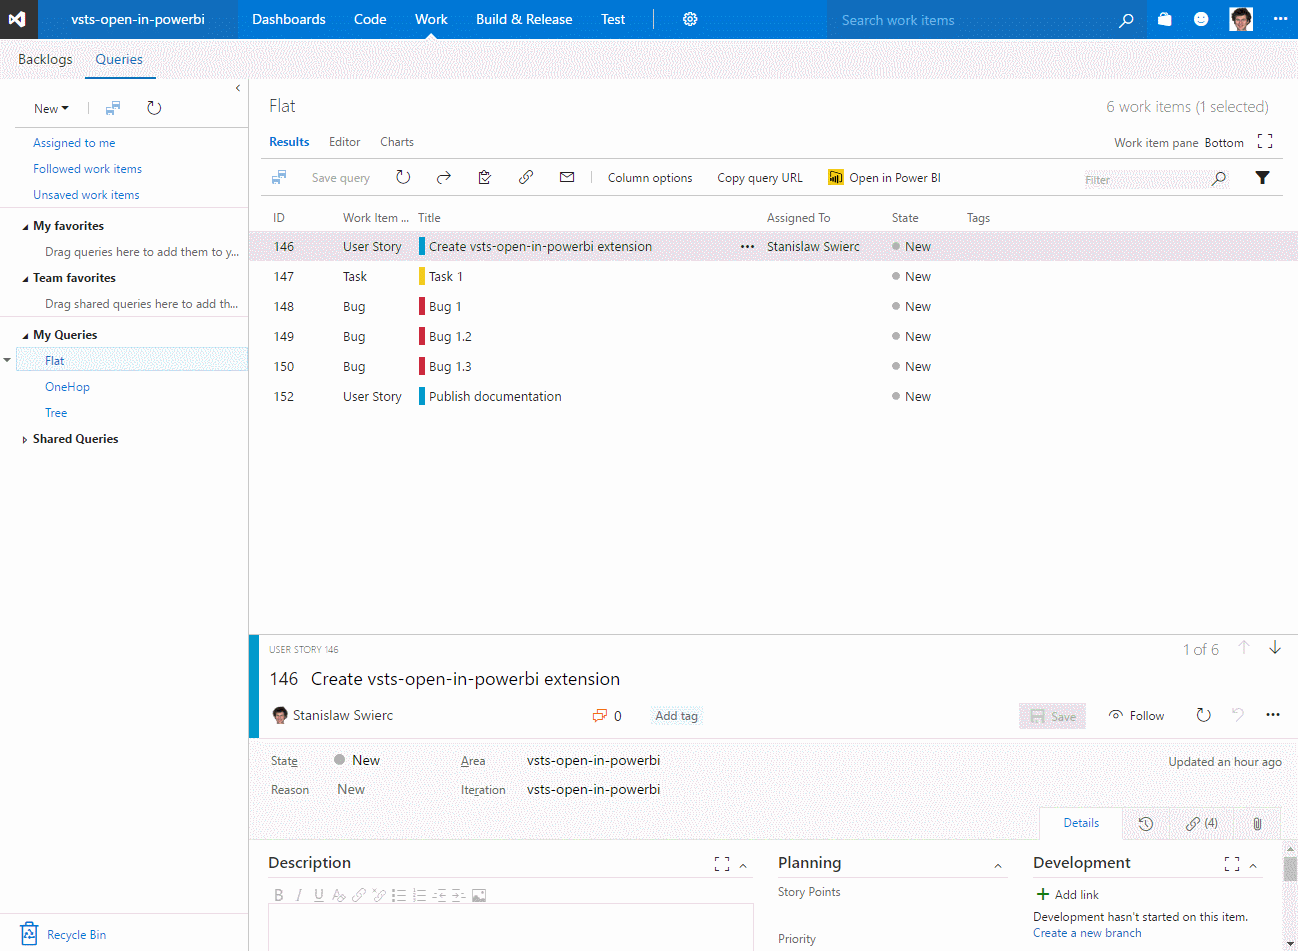 vsts-open-in-powerbi Dashboards Code Work Build & Release Test Search work items
Backlogs Queries
New
Assigned to me
Followed work items
Unsaved work items
My favorites
Drag queries here to add them to y...
Team favorites
Drag shared queries here to add th...
My Queries
Flat
OneHop
Tree
Shared Queries
Recycle Bin
Flat 6 work items (1 selected)
Results Editor Charts Work item pane Bottom
Save query Column options Copy query URL Open in Power BI Filter
ID Work Item ... Title Assigned To State Tags
146 User Story Create vsts-open-in-powerbi extension ... Stanislaw Swierc New
147 Task Task 1 New
148 Bug Bug 1 New
149 Bug Bug 1.2 New
150 Bug Bug 1.3 New
152 User Story Publish documentation New
USER STORY 146 1 of 6
146 Create vsts-open-in-powerbi extension
Stanislaw Swierc 0 Add tag Save Follow ...
State New Area vsts-open-in-powerbi Updated an hour ago
Reason New Iteration vsts-open-in-powerbi
Details (4)
Description Planning Development
B I U Story Points Add link
Development hasn't started on this item.
Priority Create a new branch